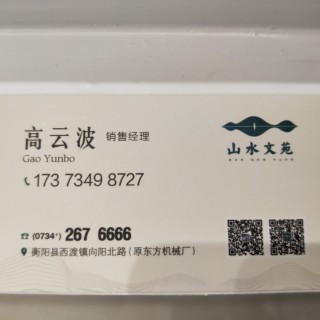 高云波 销售经理
Gao Yunbo
173 7349 8727
山水文苑
(0734) 267 6666
衡阳县西渡镇向阳北路（原东方机械厂）